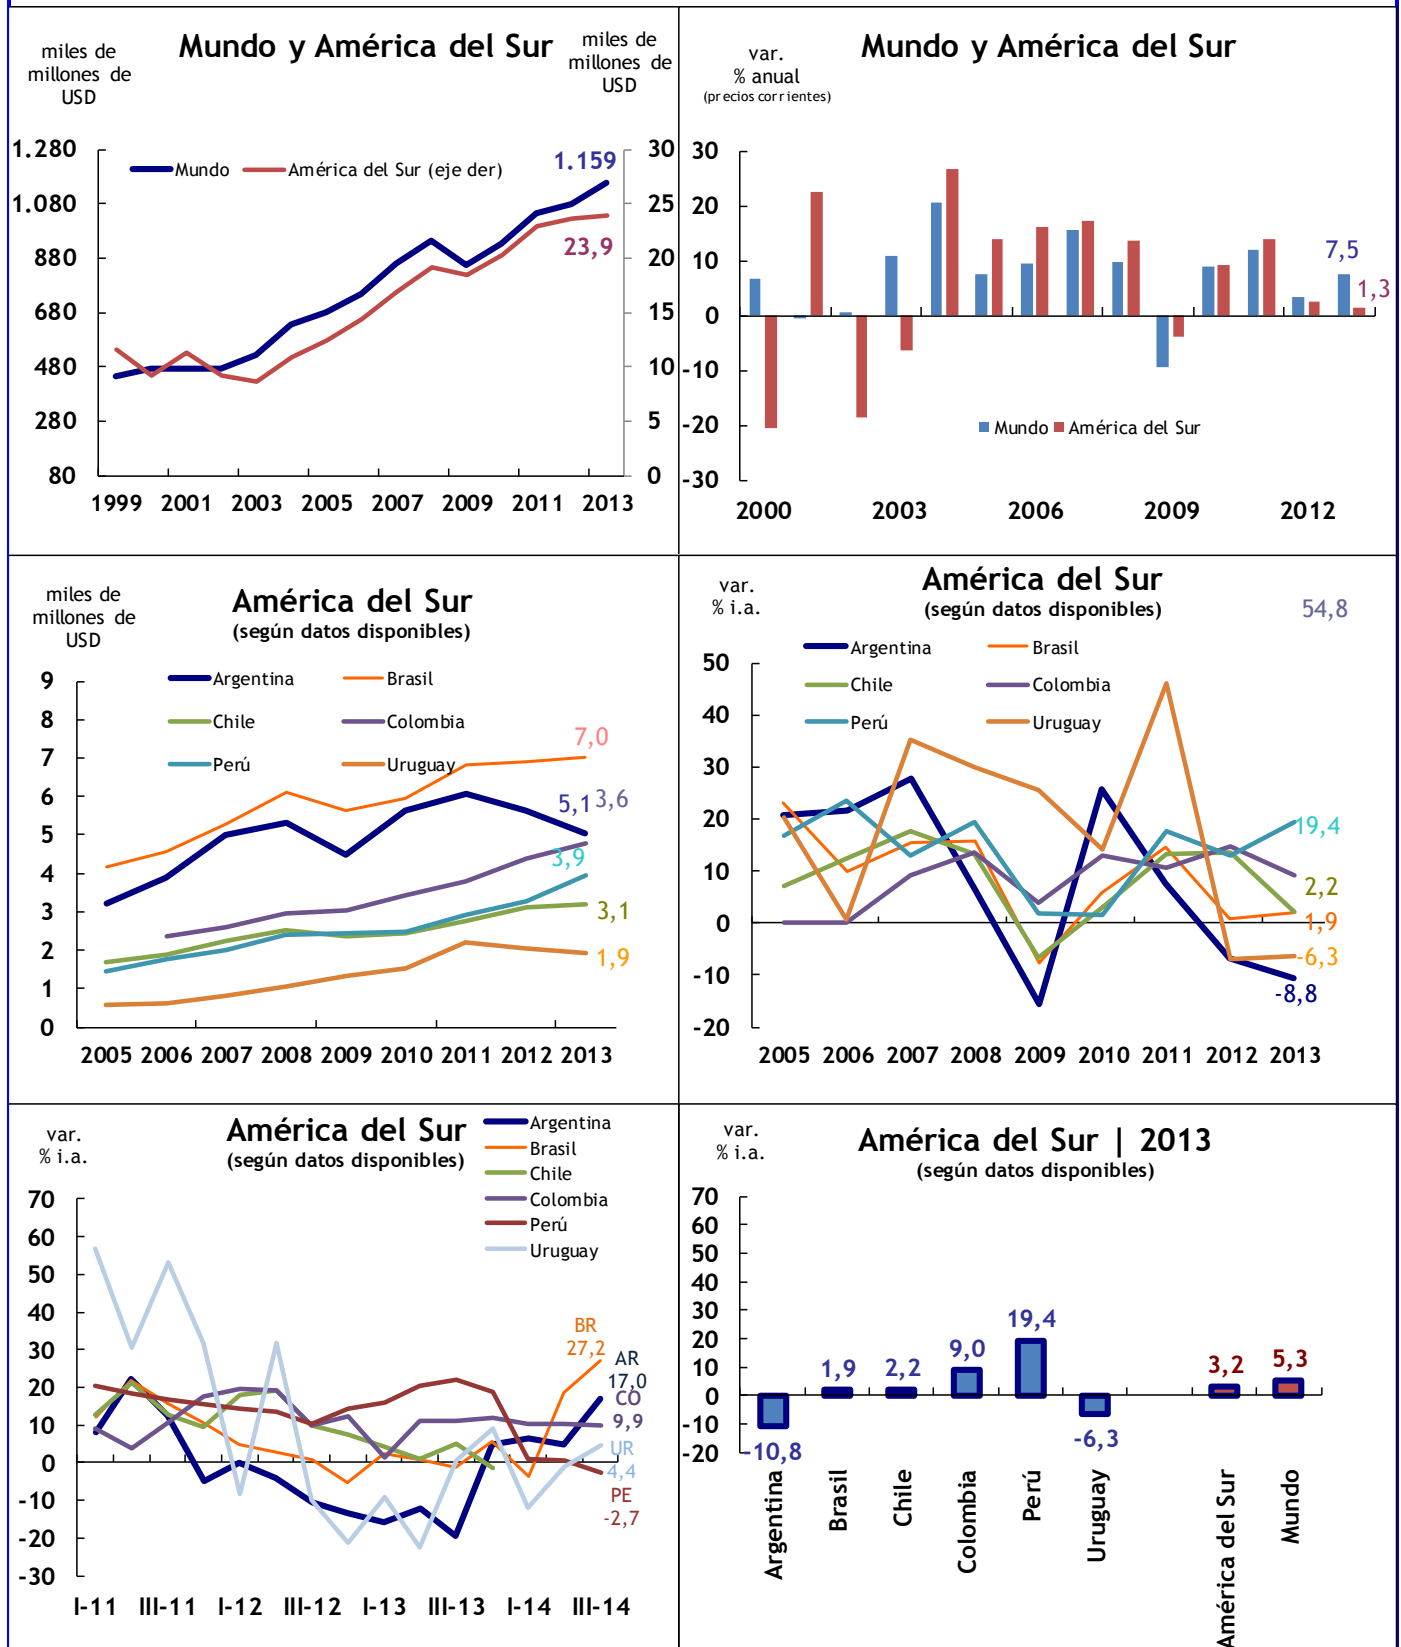 Mundo y América del Sur
miles de
millones de
USD
miles de
millones de
USD
1.280
1.080
880
680
480
280
80
30
25
20
15
10
5
0
Mundo
América del Sur (eje der)
1.159
23,9
1999 2001 2003 2005 2007 2009 2011 2013
Mundo y América del Sur
var.
% anual
(precios corrientes)
30
20
10
0
-10
-20
-30
7,5
1,3
Mundo América del Sur
2000 2003 2006 2009 2012
miles de
millones de
USD
América del Sur
(según datos disponibles)
Argentina Brasil
Chile Colombia
Perú Uruguay
9
8
7
6
5
4
3
2
1
0
7,0
5,1 3,6
3,9
3,1
1,9
2005 2006 2007 2008 2009 2010 2011 2012 2013
var.
% i.a.
América del Sur
(según datos disponibles)
54,8
Argentina Brasil
Chile Colombia
Perú Uruguay
50
40
30
20
10
0
-10
-20
19,4
2,2
1,9
-6,3
-8,8
2005 2006 2007 2008 2009 2010 2011 2012 2013
var.
% i.a.
América del Sur
(según datos disponibles)
Argentina
Brasil
Chile
Colombia
Perú
Uruguay
70
60
50
40
30
20
10
0
-10
-20
-30
BR
27,2
AR
17,0
CO
9,9
UR
4,4
PE
-2,7
I-11 III-11 I-12 III-12 I-13 III-13 I-14 III-14
var.
% i.a.
América del Sur | 2013
(según datos disponibles)
70
60
50
40
30
20
10
0
-10
-20
-10,8
1,9
2,2
9,0
19,4
-6,3
3,2
5,3
Argentina
Brasil
Chile
Colombia
Perú
Uruguay
América del Sur
Mundo